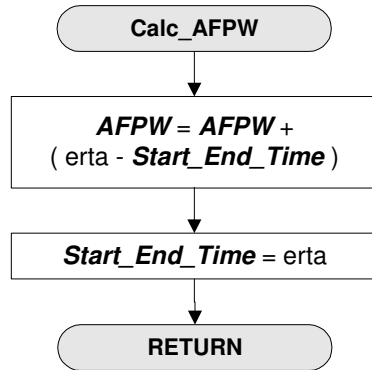 Calc_AFPW
AFPW = AFPW +
( erta - Start_End_Time )
Start_End_Time = erta
RETURN